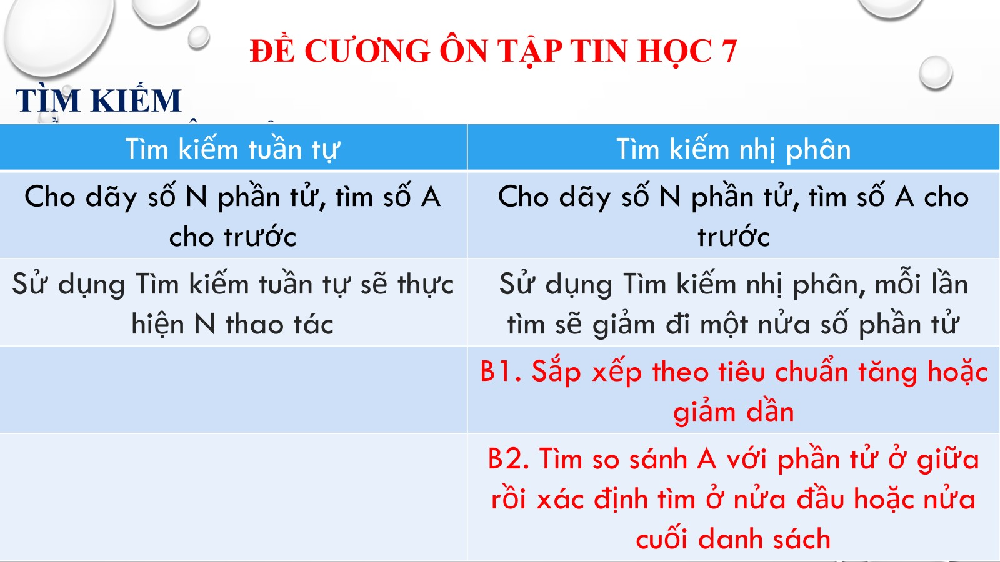 ĐỀ CƯƠNG ÔN TẬP TIN HỌC 7
TÌM KIẾM
Tìm kiếm tuần tự
Tìm kiếm nhị phân
Cho dãy số N phần tử, tìm số A
cho trước
Cho dãy số N phần tử, tìm số A cho
trước
Sử dụng Tìm kiếm tuần tự sẽ thực
hiện N thao tác
Sử dụng Tìm kiếm nhị phân, mỗi lần
tìm sẽ giảm đi một nửa số phần tử
B1. Sắp xếp theo tiêu chuẩn tăng hoặc
giảm dần
B2. Tìm so sánh A với phần tử ở giữa
rồi xác định tìm ở nửa đầu hoặc nửa
cuối danh sách